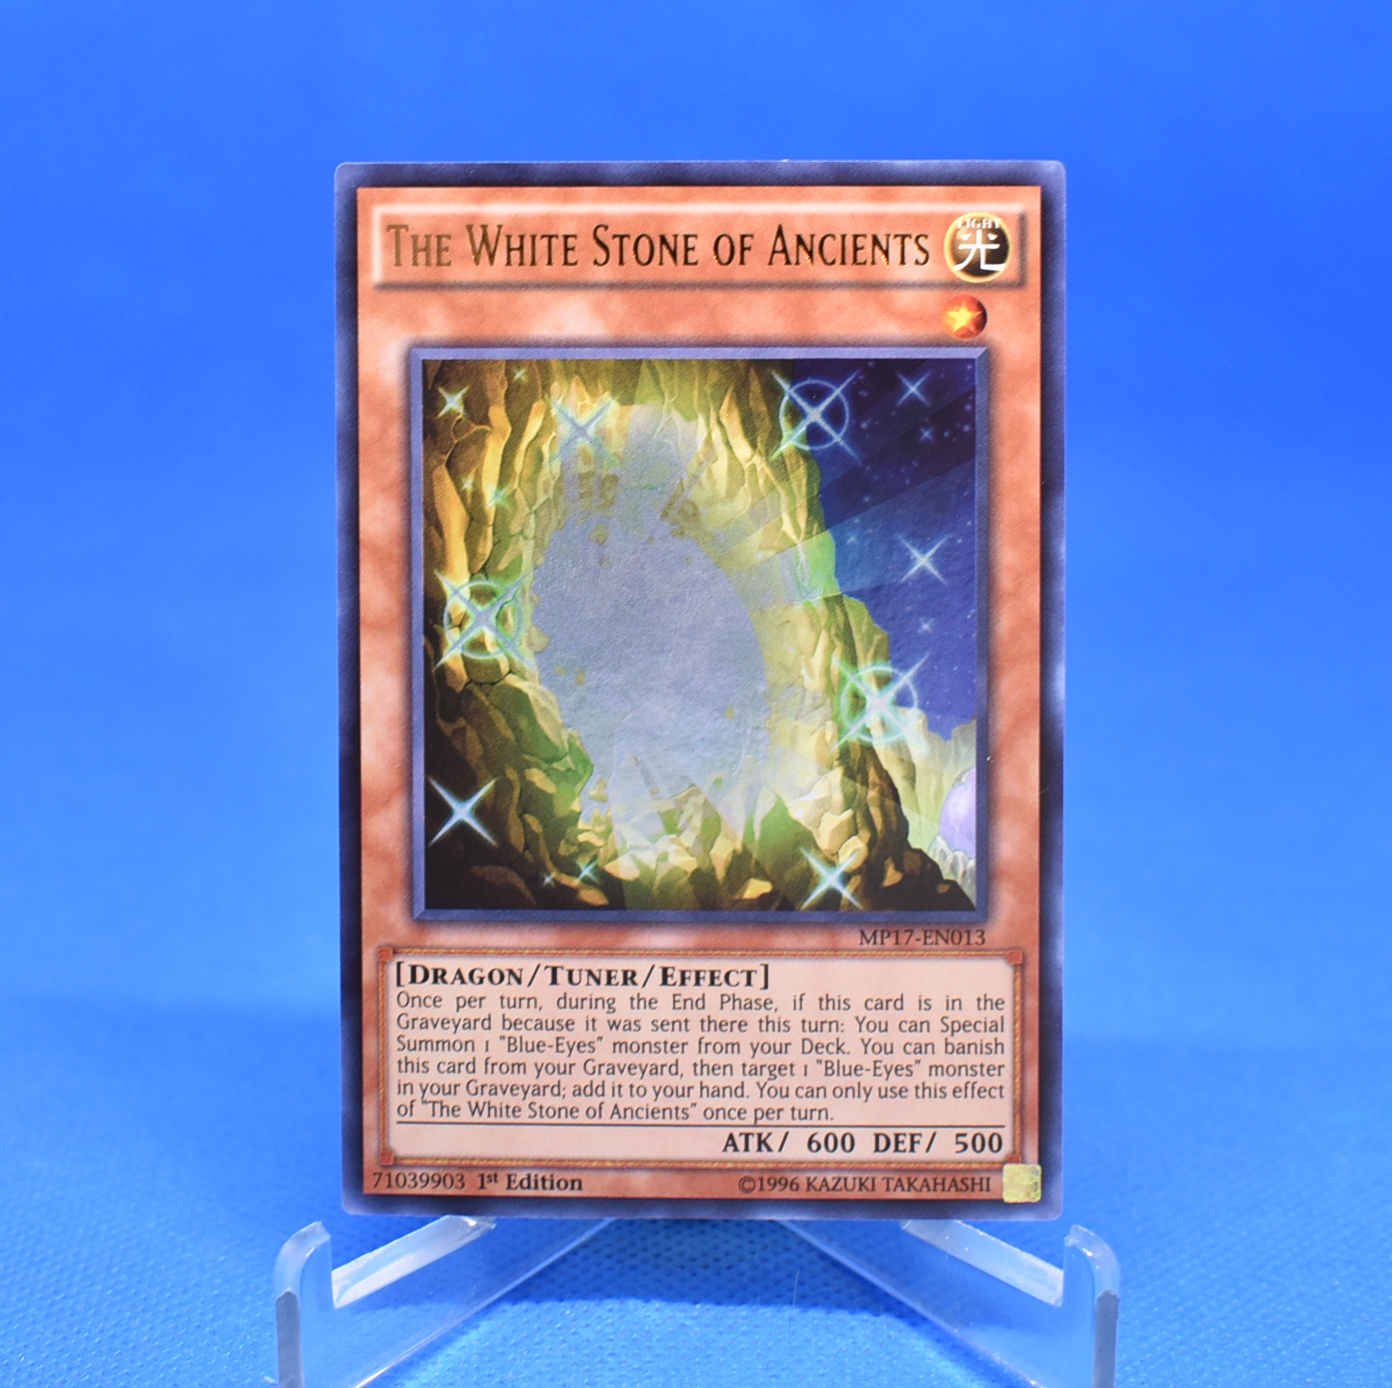 THE WHITE STONE OF ANCIENTS
LIGHT
光
MP17-EN013
[DRAGON/TUNER/EFFECT]
Once per turn, during the End Phase, if this card is in the
Graveyard because it was sent there this turn: You can Special
Summon 1 "Blue-Eyes" monster from your Deck. You can banish
this card from your Graveyard, then target 1 "Blue-Eyes" monster
in your Graveyard; add it to your hand. You can only use this effect
of "The White Stone of Ancients" once per turn.
ATK/ 600 DEF/ 500
71039903 1st Edition ©1996 KAZUKI TAKAHASHI